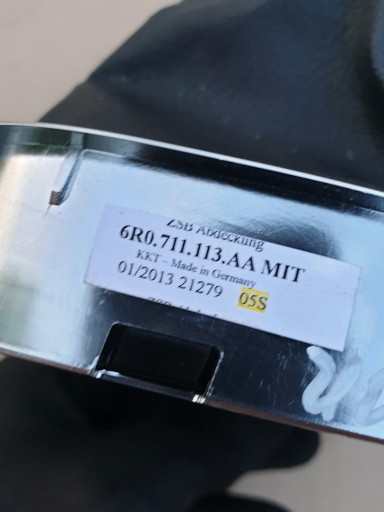 ZSB Abdeckung
6R0.711.113.AA MIT
KKT - Made in Germany
01/2013 21279 05S